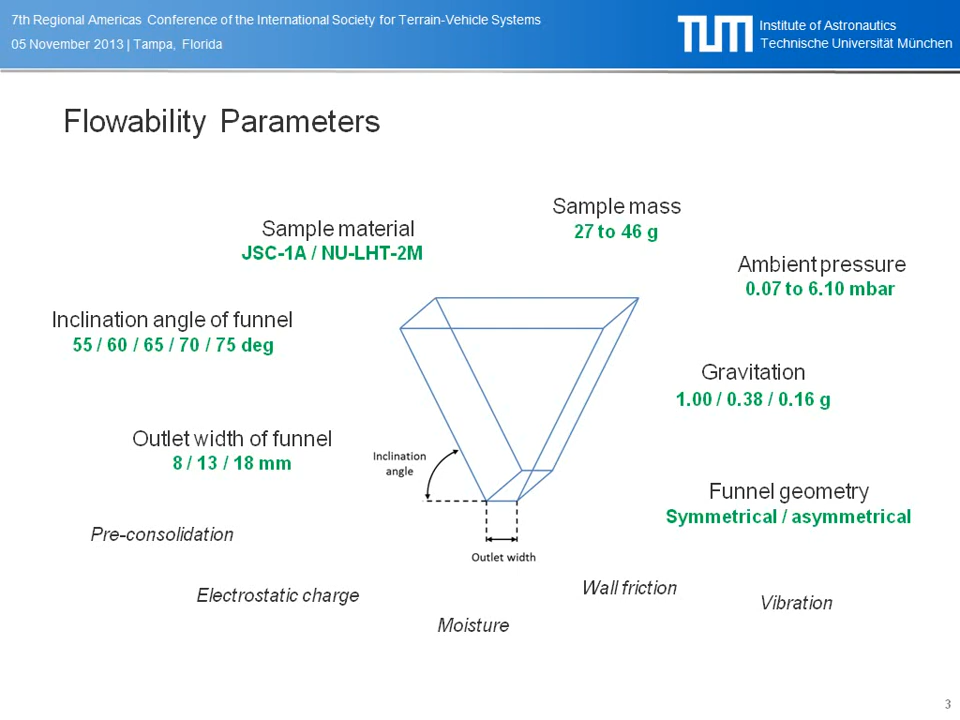 7th Regional Americas Conference of the International Society for Terrain-Vehicle Systems
05 November 2013 | Tampa, Florida
TUM
Institute of Astronautics
Technische Universität München
Flowability Parameters
Sample mass
27 to 46 g
Sample material
JSC-1A / NU-LHT-2M
Ambient pressure
0.07 to 6.10 mbar
Inclination angle of funnel
55 / 60 / 65 / 70 / 75 deg
Gravitation
1.00 / 0.38 / 0.16 g
Outlet width of funnel
8 / 13 / 18 mm
Inclination
angle
Funnel geometry
Symmetrical / asymmetrical
Pre-consolidation
Outlet width
Wall friction
Electrostatic charge
Vibration
Moisture
3